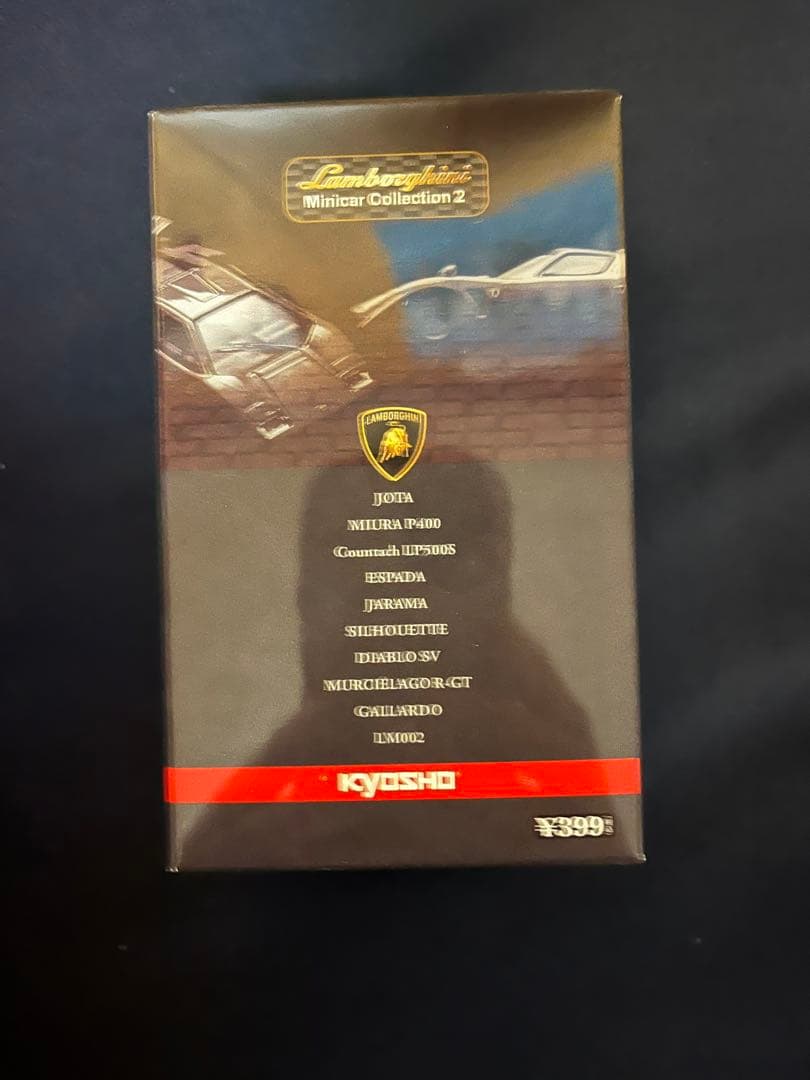 Lamborghini
Minicar Collection 2
LAMBORGHINI
JOTA
MIURA P400
Countach LP500S
ESPADA
JARAMA
SILHOUETTE
DIABLO SV
MURCIÉLAGO R-GT
GALLARDO
LM002
KYOSHO
¥399